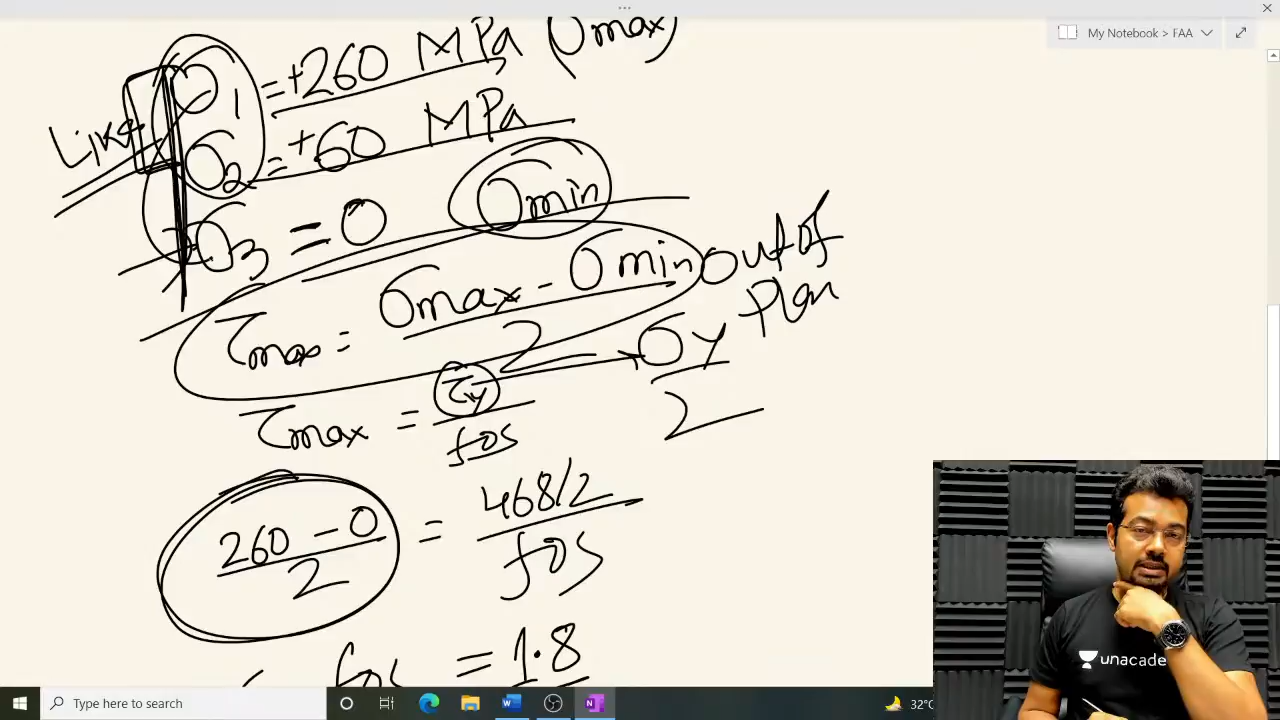 My Notebook > FAA
σ1 = +260 MPa (σmax)
Like σ2 = +60 MPa
σ3 = 0 σmin
τmax = σmax - σmin / 2 out of plan
τmax = τy / fos → σy / 2
260 - 0 / 2 = 468/2 / fos
fos = 1.8
unacade
Type here to search
32°C